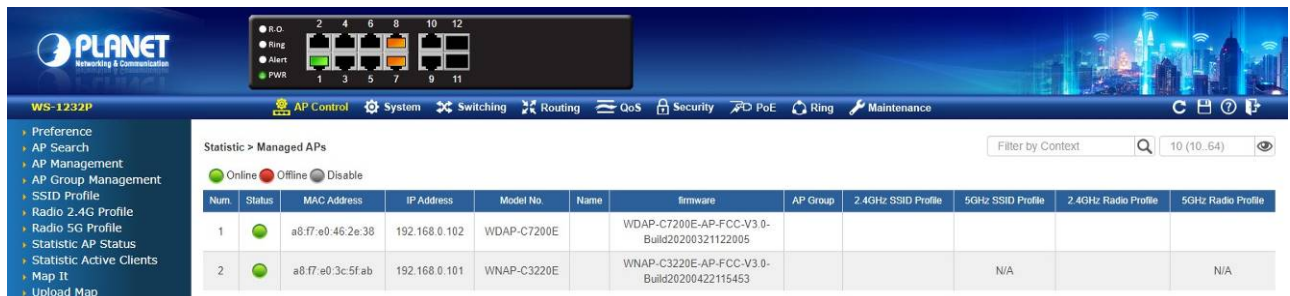 PLANET
Networking & Communication
R.O.
Ring
Alert
PWR
2 4 6 8 10 12
1 3 5 7 9 11
WS-1232P
AP Control System Switching Routing QoS Security PoE Ring Maintenance
Preference
AP Search
AP Management
AP Group Management
SSID Profile
Radio 2.4G Profile
Radio 5G Profile
Statistic AP Status
Statistic Active Clients
Map It
Upload Map
Statistic > Managed APs
Filter by Context 10 (10..64)
Online Offline Disable
Num. Status MAC Address IP Address Model No. Name firmware AP Group 2.4GHz SSID Profile 5GHz SSID Profile 2.4GHz Radio Profile 5GHz Radio Profile
1 a8:f7:e0:46:2e:38 192.168.0.102 WDAP-C7200E WDAP-C7200E-AP-FCC-V3.0-
Build20200321122005
2 a8:f7:e0:3c:5f:ab 192.168.0.101 WNAP-C3220E WNAP-C3220E-AP-FCC-V3.0-
Build20200422115453 N/A N/A